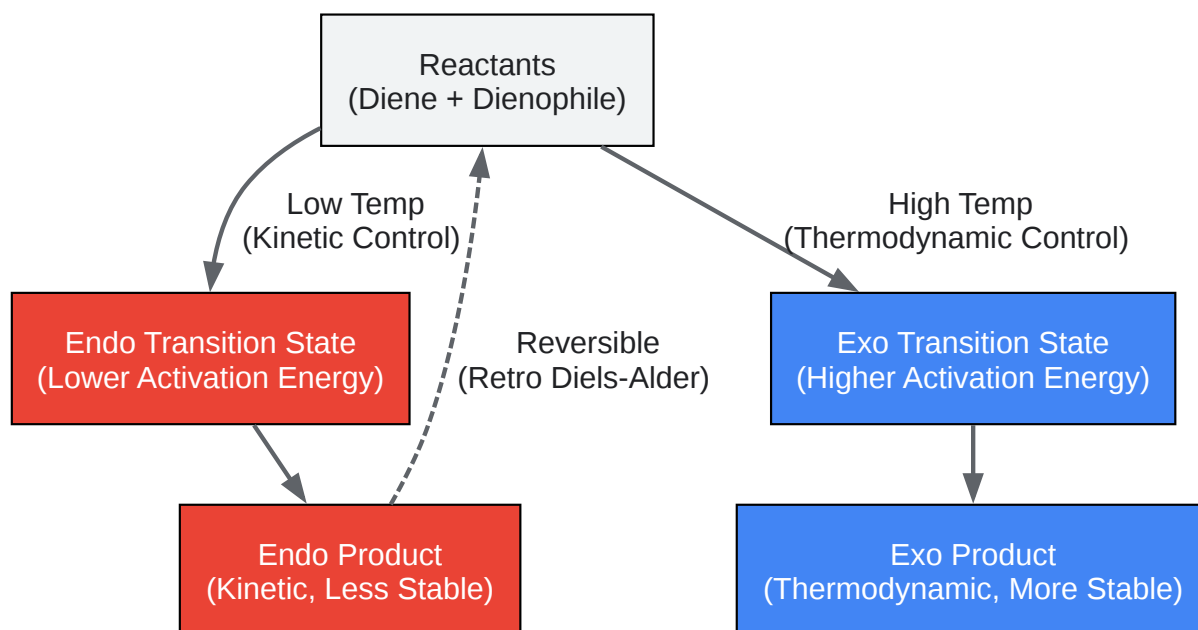 Reactants
(Diene + Dienophile)
Low Temp
(Kinetic Control)
High Temp
(Thermodynamic Control)
Endo Transition State
(Lower Activation Energy)
Reversible
(Retro Diels-Alder)
Exo Transition State
(Higher Activation Energy)
Endo Product
(Kinetic, Less Stable)
Exo Product
(Thermodynamic, More Stable)